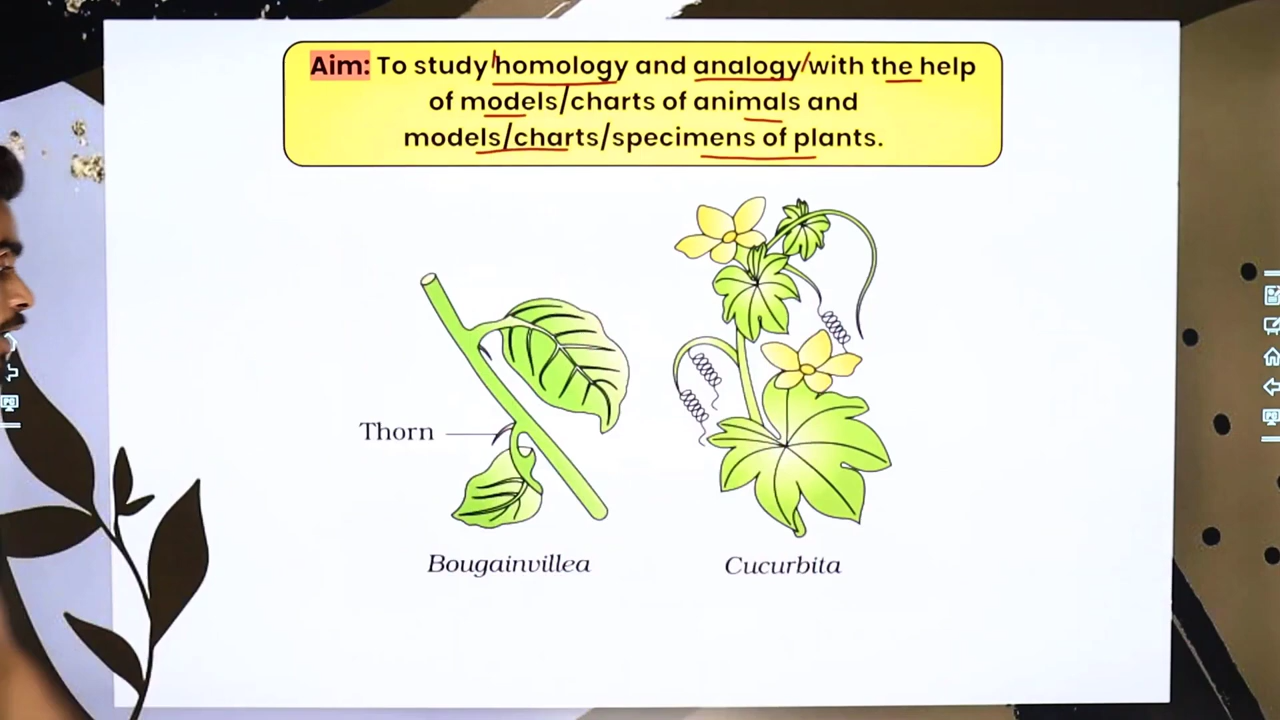 Aim: To study homology and analogy with the help
of models/charts of animals and
models/charts/specimens of plants.
Thorn
Bougainvillea
Cucurbita